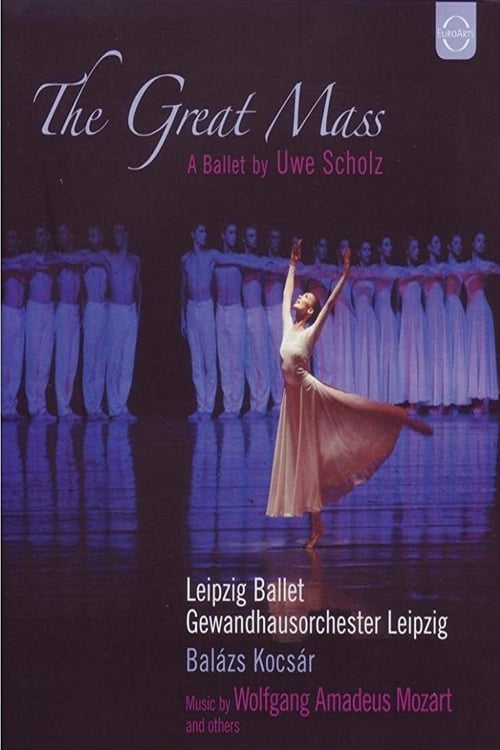 EuroArts
The Great Mass
A Ballet by Uwe Scholz
Leipzig Ballet
Gewandhausorchester Leipzig
Balázs Kocsár
Music by Wolfgang Amadeus Mozart
and others